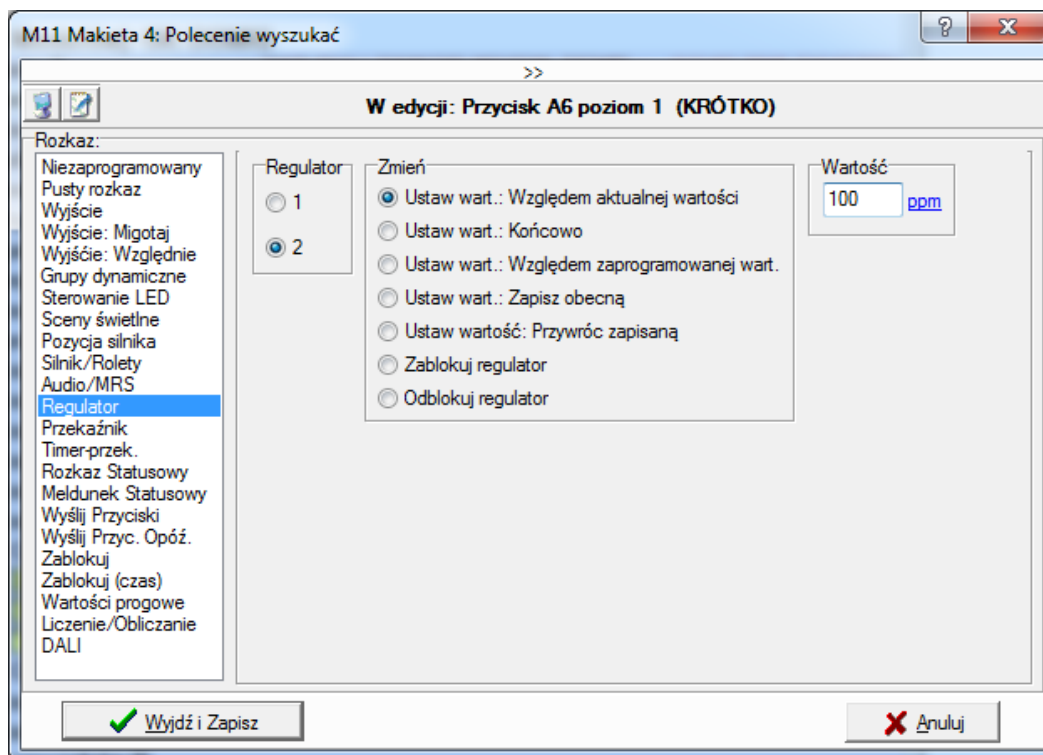 M11 Makieta 4: Polecenie wyszukać
>>
W edycji: Przycisk A6 poziom 1 (KRÓTKO)
Rozkaz:
Niezaprogramowany
Pusty rozkaz
Wyjście
Wyjście: Migotaj
Wyjśćie: Względnie
Grupy dynamiczne
Sterowanie LED
Sceny świetlne
Pozycja silnika
Silnik/Rolety
Audio/MRS
Regulator
Przekaźnik
Timer-przek.
Rozkaz Statusowy
Meldunek Statusowy
Wyślij Przyciski
Wyślij Przyc. Opóź.
Zablokuj
Zablokuj (czas)
Wartości progowe
Liczenie/Obliczanie
DALI
Regulator
1
2
Zmień
Ustaw wart.: Względem aktualnej wartości
Ustaw wart.: Końcowo
Ustaw wart.: Względem zaprogramowanej wart.
Ustaw wart.: Zapisz obecną
Ustaw wartość: Przywróc zapisaną
Zablokuj regulator
Odblokuj regulator
Wartość
100 ppm
Wyjdź i Zapisz
Anuluj